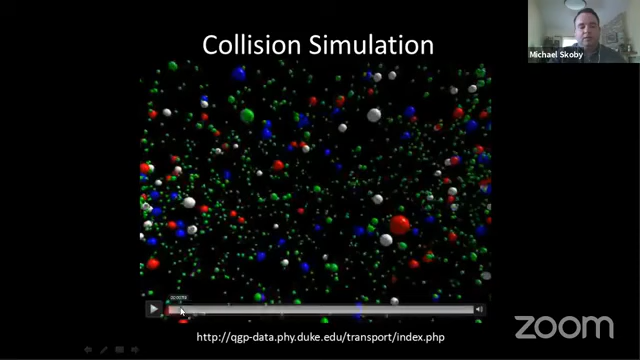 Collision Simulation
Michael Skoby
http://qgp-data.phy.duke.edu/transport/index.php
zoom